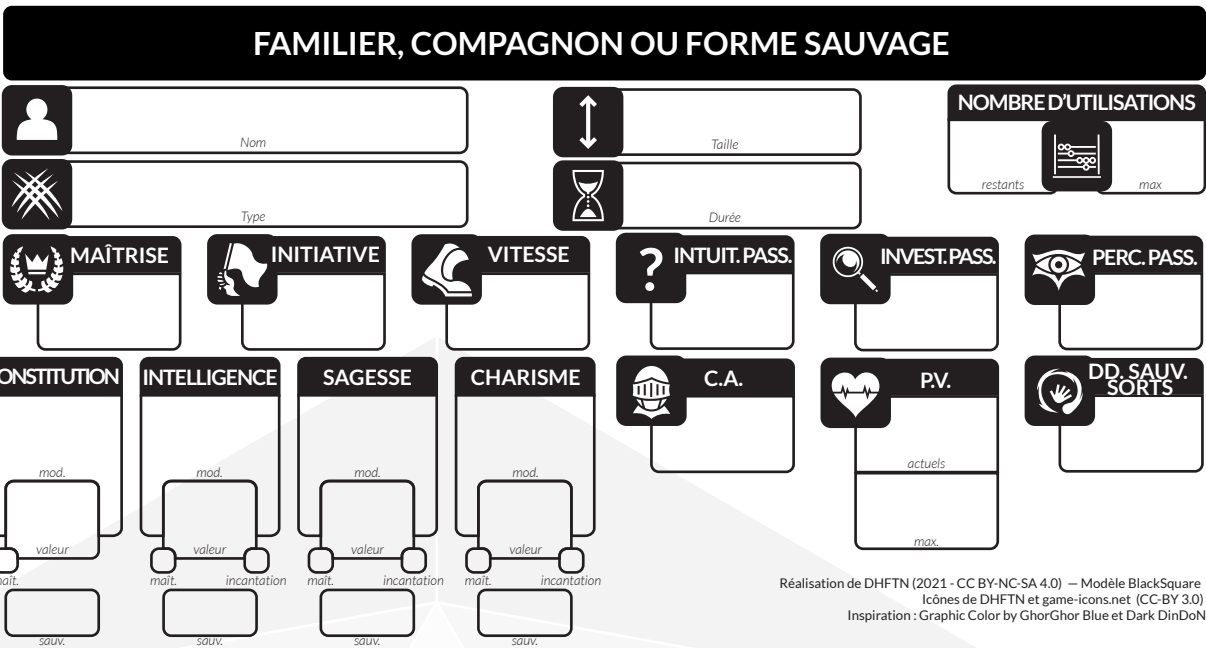 FAMILIER, COMPAGNON OU FORME SAUVAGE
Nom
Taille
NOMBRE D'UTILISATIONS
restants
max
Type
Durée
MAÎTRISE
INITIATIVE
VITESSE
INTUIT. PASS.
INVEST. PASS.
PERC. PASS.
ONSTITUTION
INTELLIGENCE
SAGESSE
CHARISME
C.A.
P.V.
DD. SAUV.
SORTS
mod.
mod.
mod.
mod.
actuels
valeur
valeur
valeur
valeur
max.
maît.
maît.
incantation
maît.
incantation
maît.
incantation
sauv.
sauv.
sauv.
sauv.
Réalisation de DHFTN (2021 - CC BY-NC-SA 4.0) — Modèle BlackSquare
Icônes de DHFTN et game-icons.net (CC-BY 3.0)
Inspiration : Graphic Color by GhorGhor Blue et Dark DinDoN